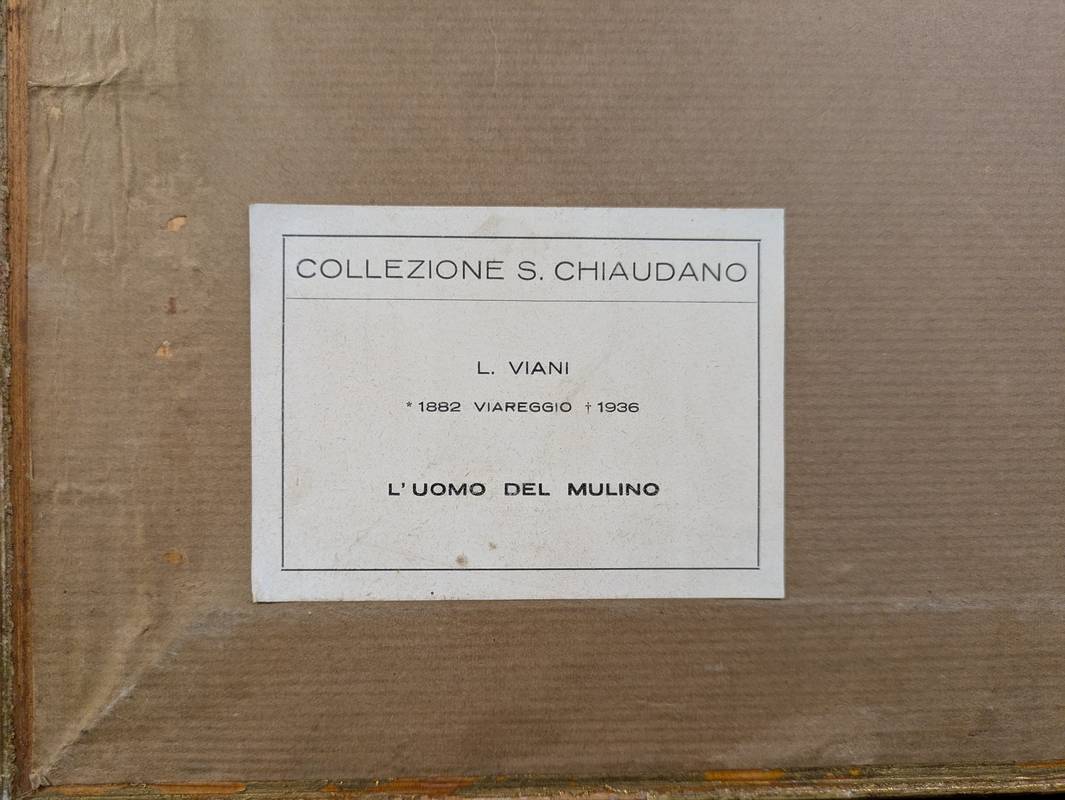 COLLEZIONE S. CHIAUDANO
L. VIANI
* 1882 VIAREGGIO † 1936
L'UOMO DEL MULINO